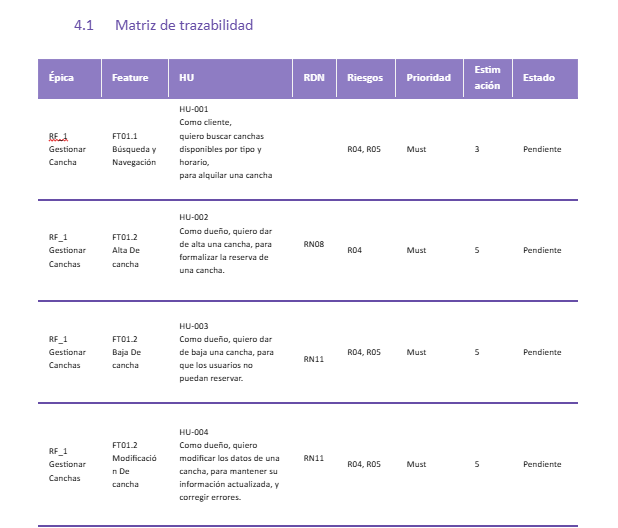 4.1 Matriz de trazabilidad
Épica Feature HU RDN Riesgos Prioridad Estim
ación Estado
HU-001
Como cliente,
quiero buscar canchas
disponibles por tipo y
horario,
para alquilar una cancha
RF_1
Gestionar
Cancha
FT01.1
Búsqueda y
Navegación
R04, R05
Must
3
Pendiente
RF_1
Gestionar
Canchas
FT01.2
Alta De
cancha
HU-002
Como dueño, quiero dar
de alta una cancha, para
formalizar la reserva de
una cancha.
RN08
R04
Must
5
Pendiente
RF_1
Gestionar
Canchas
FT01.2
Baja De
cancha
HU-003
Como dueño, quiero dar
de baja una cancha, para
que los usuarios no
puedan reservar.
RN11
R04, R05
Must
5
Pendiente
RF_1
Gestionar
Canchas
FT01.2
Modificació
n De
cancha
HU-004
Como dueño, quiero
modificar los datos de una
cancha, para mantener su
información actualizada, y
corregir errores.
RN11
R04, R05
Must
5
Pendiente